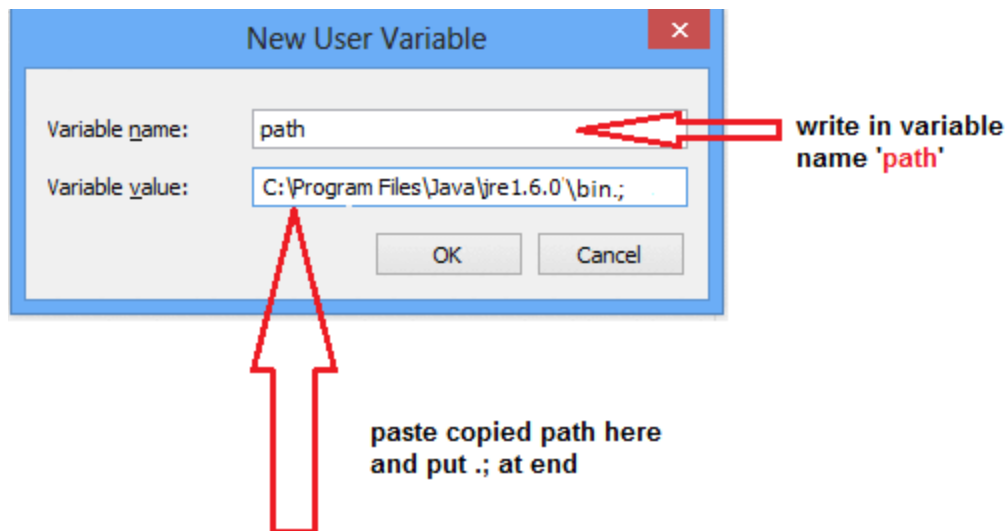 New User Variable
Variable name:
path
write in variable
name 'path'
Variable value:
C:\Program Files\Java\jre1.6.0'\bin.;
OK
Cancel
paste copied path here
and put .; at end